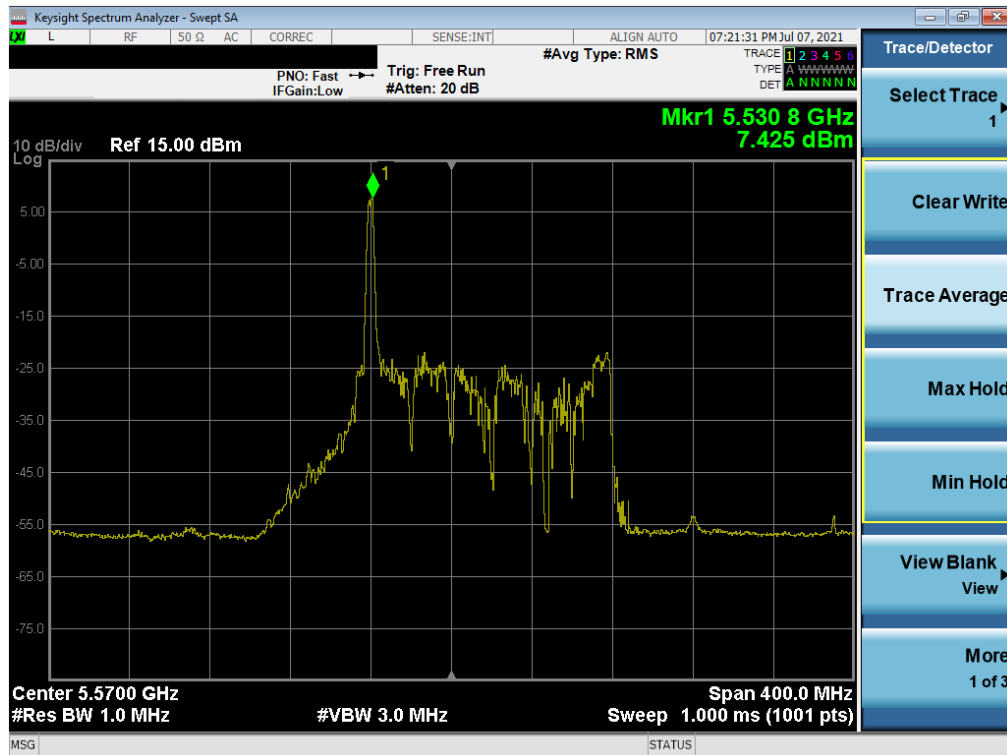 Keysight Spectrum Analyzer - Swept SA
LXI L RF 50 Ω AC CORREC SENSE:INT ALIGN AUTO 07:21:31 PM Jul 07, 2021
#Avg Type: RMS
TRACE 1 2 3 4 5 6
TYPE A WWWWW
DET A N N N N N
PNO: Fast
IFGain:Low
Trig: Free Run
#Atten: 20 dB
Mkr1 5.530 8 GHz
7.425 dBm
10 dB/div
Log
Ref 15.00 dBm
1
5.00
-5.00
-15.0
-25.0
-35.0
-45.0
-55.0
-65.0
-75.0
Center 5.5700 GHz
Span 400.0 MHz
#Res BW 1.0 MHz
#VBW 3.0 MHz
Sweep 1.000 ms (1001 pts)
MSG
STATUS
Trace/Detector
Select Trace
1
Clear Write
Trace Average
Max Hold
Min Hold
View Blank
View
More
1 of 3